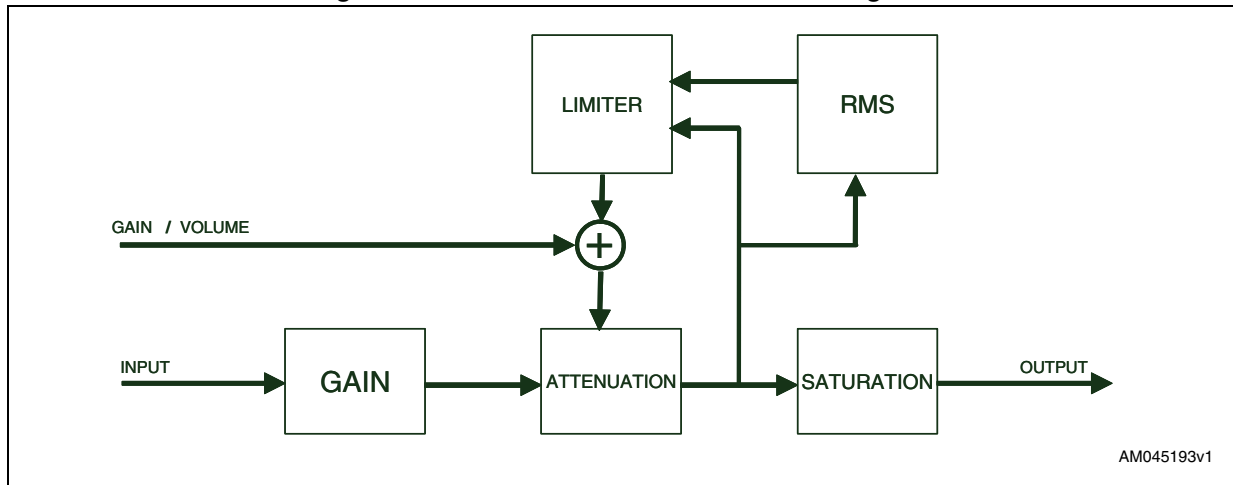 LIMITER
RMS
GAIN / VOLUME
+
INPUT
GAIN
ATTENUATION
SATURATION
OUTPUT
AM045193v1